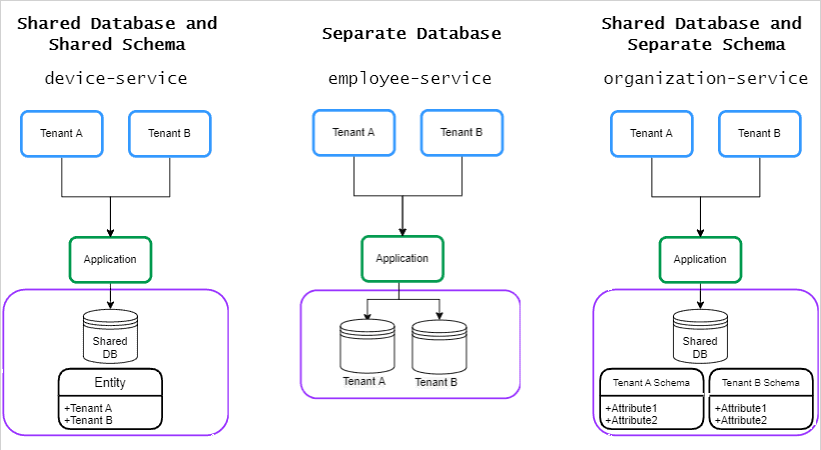 Shared Database and
Shared Schema
device-service
Tenant A
Tenant B
Application
Shared
DB
Entity
+Tenant A
+Tenant B
Separate Database
employee-service
Tenant A
Tenant B
Application
Tenant A
Tenant B
Shared Database and
Separate Schema
organization-service
Tenant A
Tenant B
Application
Shared
DB
Tenant A Schema
+Attribute1
+Attribute2
Tenant B Schema
+Attribute1
+Attribute2